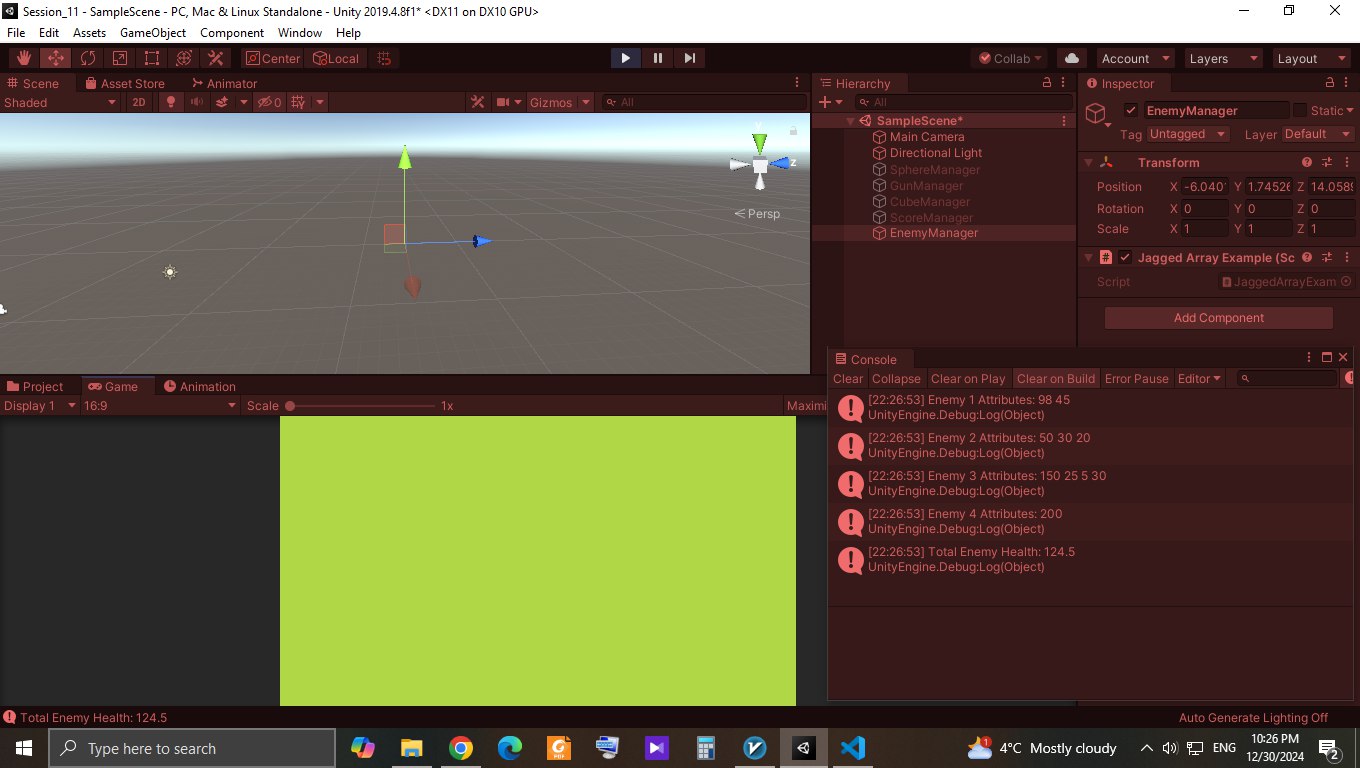 Session_11 - SampleScene - PC, Mac & Linux Standalone - Unity 2019.4.8f1* <DX11 on DX10 GPU>
File Edit Assets GameObject Component Window Help
Center Local Collab Account Layers Layout
Scene Asset Store Animator
Shaded 2D 0 Gizmos All
z
Persp
Hierarchy
All
SampleScene*
Main Camera
Directional Light
SphereManager
GunManager
CubeManager
ScoreManager
EnemyManager
Inspector
EnemyManager Static
Tag Untagged Layer Default
Transform
Position X -6.040 Y 1.74526 Z 14.0589
Rotation X 0 Y 0 Z 0
Scale X 1 Y 1 Z 1
# Jagged Array Example (Sc
Script # JaggedArrayExam
Add Component
Project Game Animation
Display 1 16:9 Scale 1x Maximi
Console
Clear Collapse Clear on Play Clear on Build Error Pause Editor
[22:26:53] Enemy 1 Attributes: 98 45
UnityEngine.Debug:Log(Object)
[22:26:53] Enemy 2 Attributes: 50 30 20
UnityEngine.Debug:Log(Object)
[22:26:53] Enemy 3 Attributes: 150 25 5 30
UnityEngine.Debug:Log(Object)
[22:26:53] Enemy 4 Attributes: 200
UnityEngine.Debug:Log(Object)
[22:26:53] Total Enemy Health: 124.5
UnityEngine.Debug:Log(Object)
Total Enemy Health: 124.5
Auto Generate Lighting Off
Type here to search
1 4°C Mostly cloudy
ENG
10:26 PM
12/30/2024
2